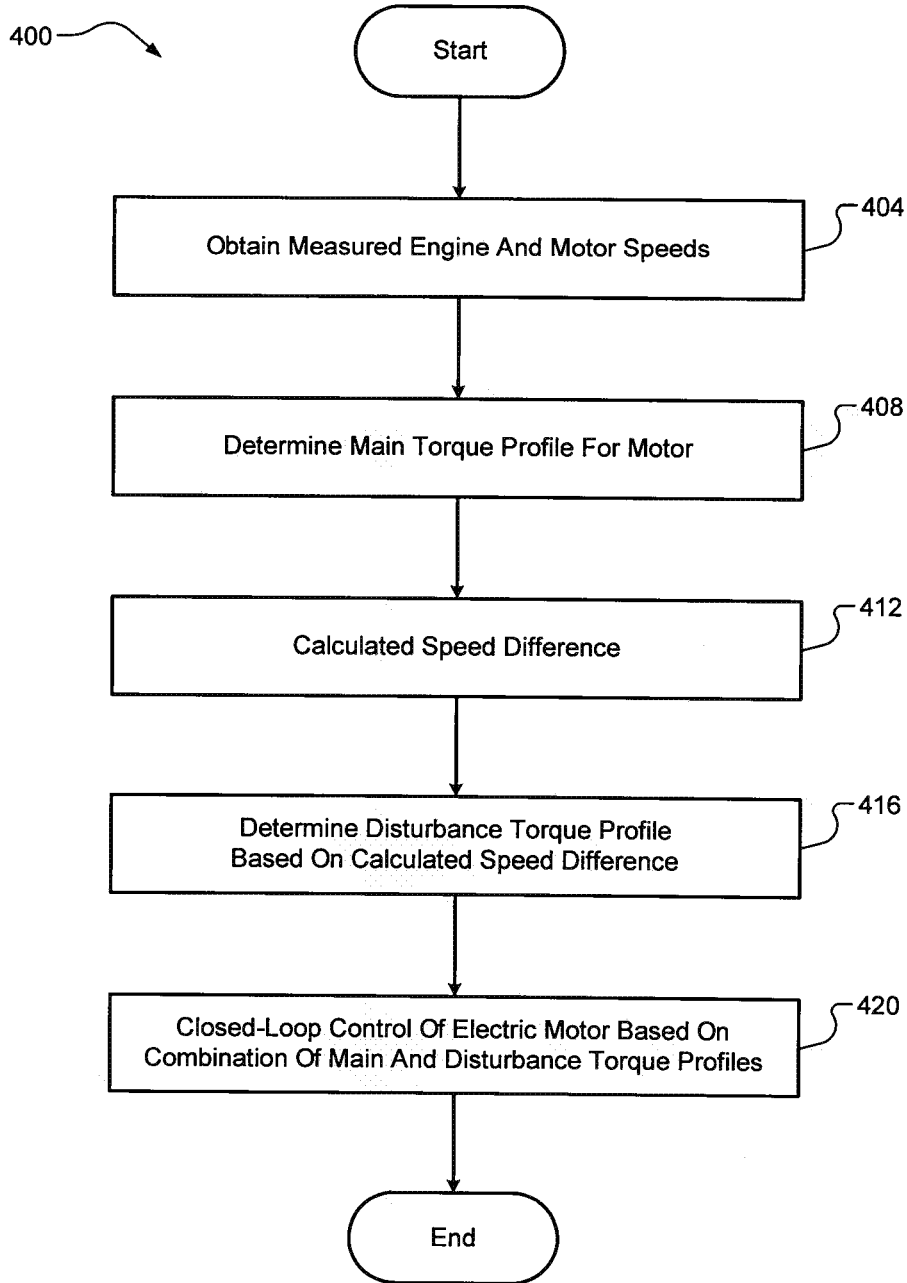 400
Start
404
Obtain Measured Engine And Motor Speeds
408
Determine Main Torque Profile For Motor
412
Calculated Speed Difference
416
Determine Disturbance Torque Profile
Based On Calculated Speed Difference
420
Closed-Loop Control Of Electric Motor Based On
Combination Of Main And Disturbance Torque Profiles
End